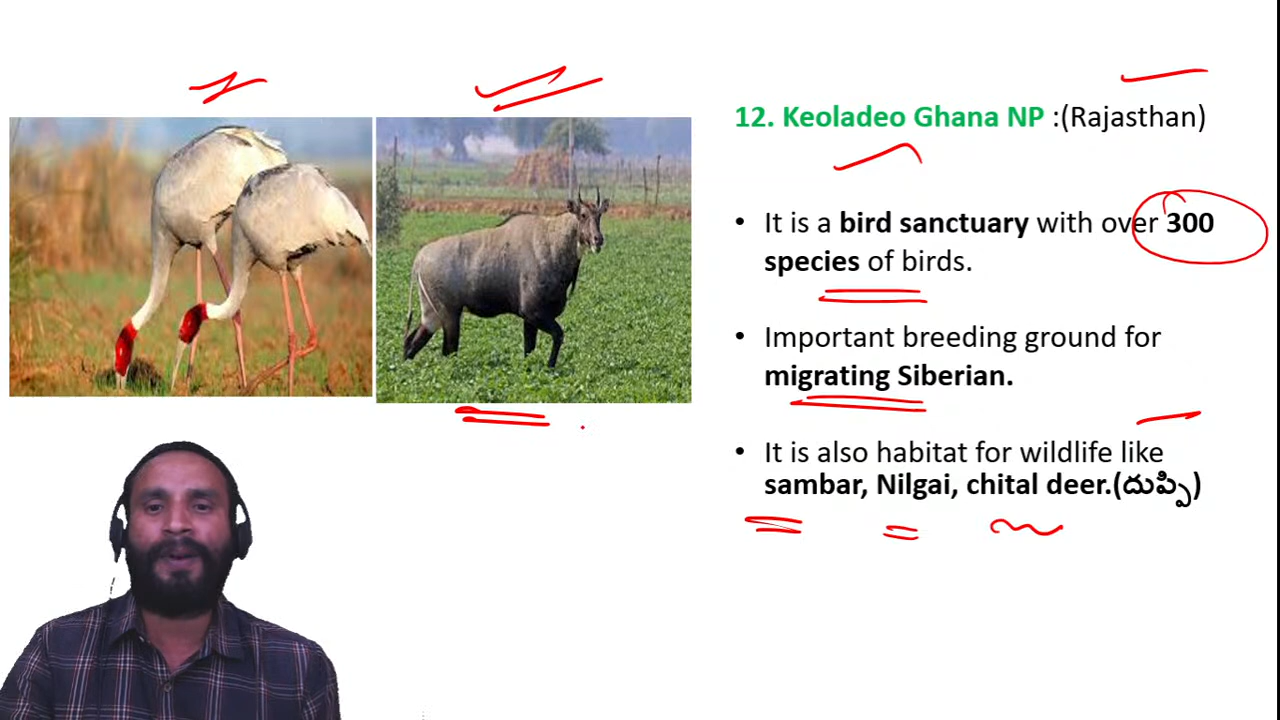 12. Keoladeo Ghana NP :(Rajasthan)
• It is a bird sanctuary with over 300
species of birds.
• Important breeding ground for
migrating Siberian.
• It is also habitat for wildlife like
sambar, Nilgai, chital deer.(దుప్పి)